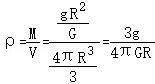 ρ = M/V = (gR²/G)/(4πR³/3) = 3g/4πGR